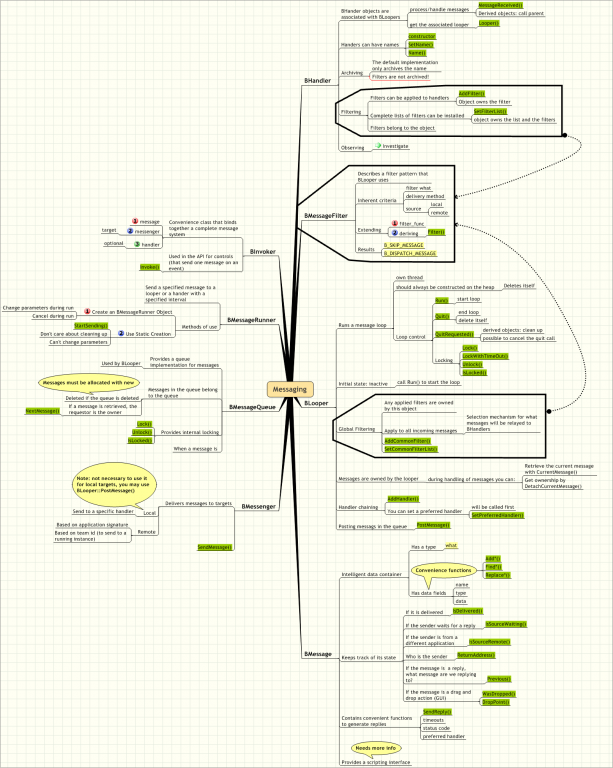 Messaging
BHandler
BHander objects are
associated with BLoopers
process/handle messages
MessageReceived()
Derived objects: call parent
get the associated looper
Looper()
Handers can have names
constructor
SetName()
Name()
Archiving
The default implementation
only archives the name
Filters are not archived!
Filtering
Filters can be applied to handlers
AddFilter()
Object owns the filter
Complete lists of filters can be installed
SetFilterList()
object owns the list and the filters
Filters belong to the object
Observing
Investigate
BMessageFilter
Describes a filter pattern that
BLooper uses
Inherent criteria
filter what
delivery method
source
local
remote
Extending
1 filter_func
2 deriving
Filter()
Results
B_SKIP_MESSAGE
B_DISPATCH_MESSAGE
BInvoker
Convenience class that binds
together a complete message
system
1 message
2 messenger
target
3 handler
optional
Used in the API for controls
(that send one message on an
event)
Invoke()
BMessageRunner
Send a specified message to a
looper or a handler with a
specified interval
Methods of use
1 Create an BMessageRunner Object
Change parameters during run
Cancel during run
2 Use Static Creation
StartSending()
Don't care about cleaning up
Can't change parameters
BMessageQueue
Provides a queue
implementation for messages
Used by BLooper
Messages in the queue belong
to the queue
Messages must be allocated with new
Deleted if the queue is deleted
If a message is retrieved, the
requestor is the owner
NextMessage()
Provides internal locking
Lock()
Unlock()
IsLocked()
When a message is
BMessenger
Delivers messages to targets
Note: not necessary to use it
for local targets, you may use
BLooper::PostMessage()
Local
Send to a specific handler
Remote
Based on application signature
Based on team id (to send to a
running instance)
SendMessage()
BLooper
Runs a message loop
own thread
should always be constructed on the heap
Deletes itself
Loop control
Run()
start loop
Quit()
end loop
delete itself
QuitRequested()
derived objects: clean up
possible to cancel the quit call
Locking
Lock()
LockWithTimeOut()
Unlock()
IsLocked()
Initial state: inactive
call Run() to start the loop
Global Filtering
Any applied filters are owned
by this object
Apply to all incoming messages
Selection mechanism for what
messages will be relayed to
BHandlers
AddCommonFilter()
SetCommonFilterList()
Messages are owned by the looper
during handling of messages you can:
Retrieve the current message
with CurrentMessage()
Get ownership by
DetachCurrentMessage()
Handler chaining
AddHandler()
You can set a preferred handler
will be called first
SetPreferredHandler()
Posting messags in the queue
PostMessage()
BMessage
Intelligent data container
Has a type
what
Convenience functions
Add*()
Find*()
Replace*()
Has data fields
name
type
data
Keeps track of its state
If it is delivered
IsDelivered()
If the sender waits for a reply
IsSourceWaiting()
If the sender is from a
different application
IsSourceRemote()
Who is the sender
ReturnAddress()
If the message is a reply,
what message are we replying
to?
Previous()
If the message is a drag and
drop action (GUI)
WasDropped()
DropPoint()
Contains convenient functions
to generate replies
SendReply()
timeouts
status code
preferred handler
Needs more info
Provides a scripting interface